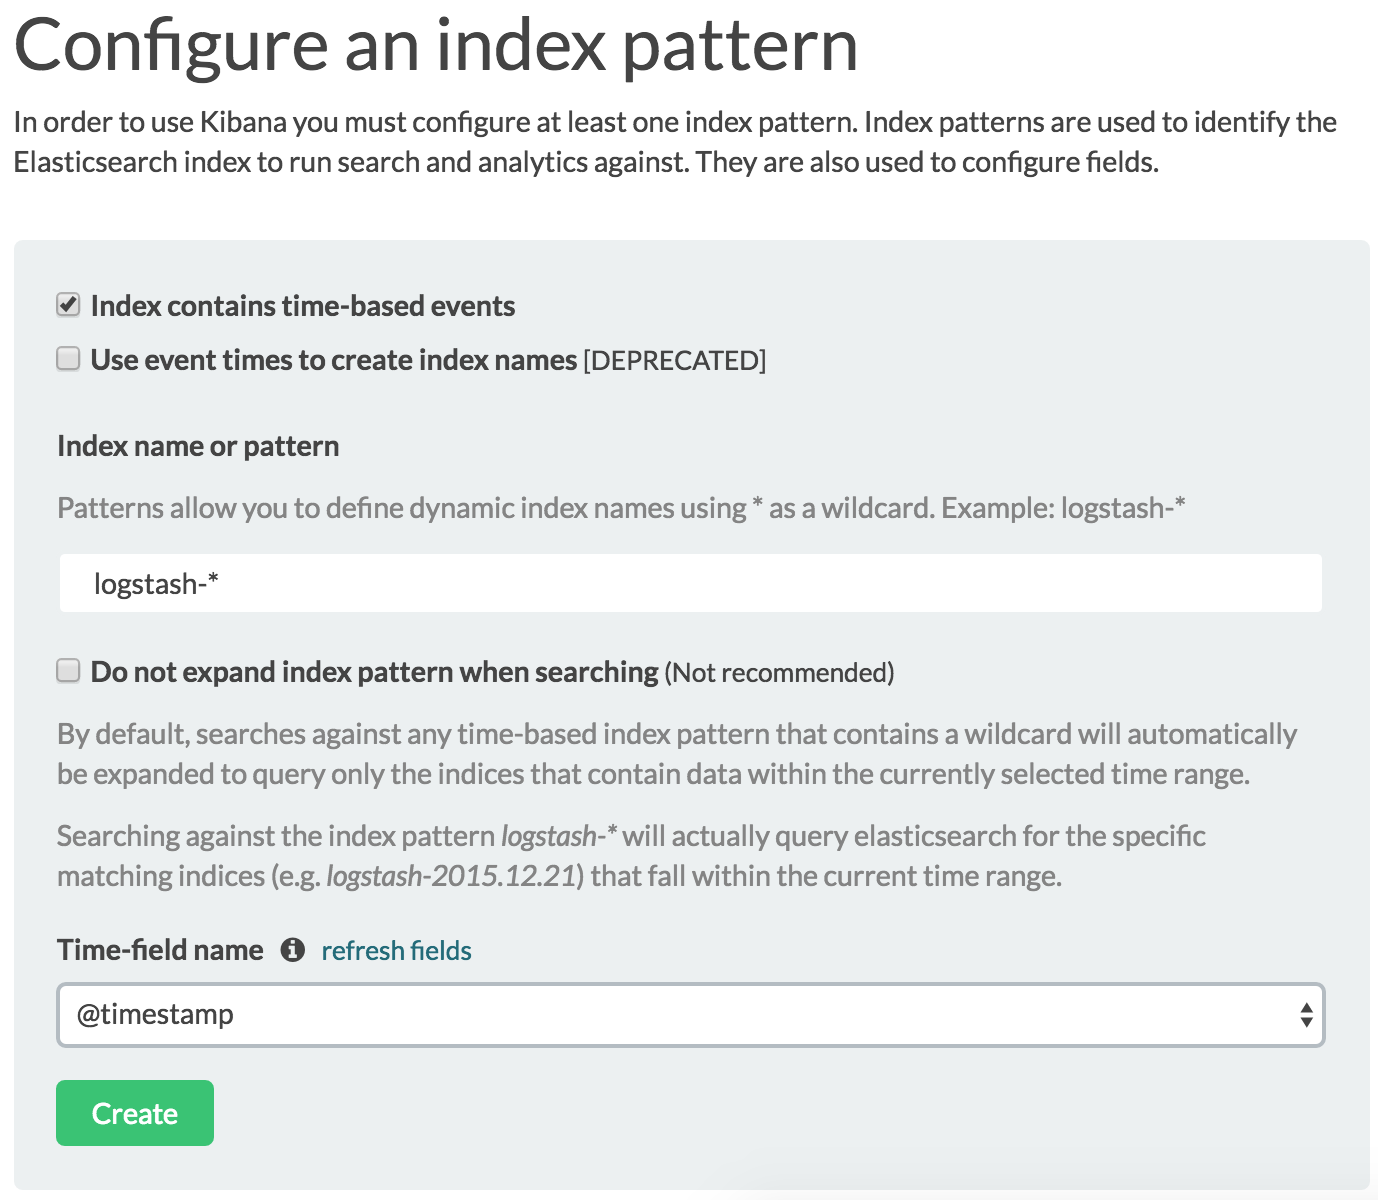 Configure an index pattern
In order to use Kibana you must configure at least one index pattern. Index patterns are used to identify the
Elasticsearch index to run search and analytics against. They are also used to configure fields.
Index contains time-based events
Use event times to create index names [DEPRECATED]
Index name or pattern
Patterns allow you to define dynamic index names using * as a wildcard. Example: logstash-*
logstash-*
Do not expand index pattern when searching (Not recommended)
By default, searches against any time-based index pattern that contains a wildcard will automatically
be expanded to query only the indices that contain data within the currently selected time range.
Searching against the index pattern logstash-* will actually query elasticsearch for the specific
matching indices (e.g. logstash-2015.12.21) that fall within the current time range.
Time-field name refresh fields
@timestamp
Create